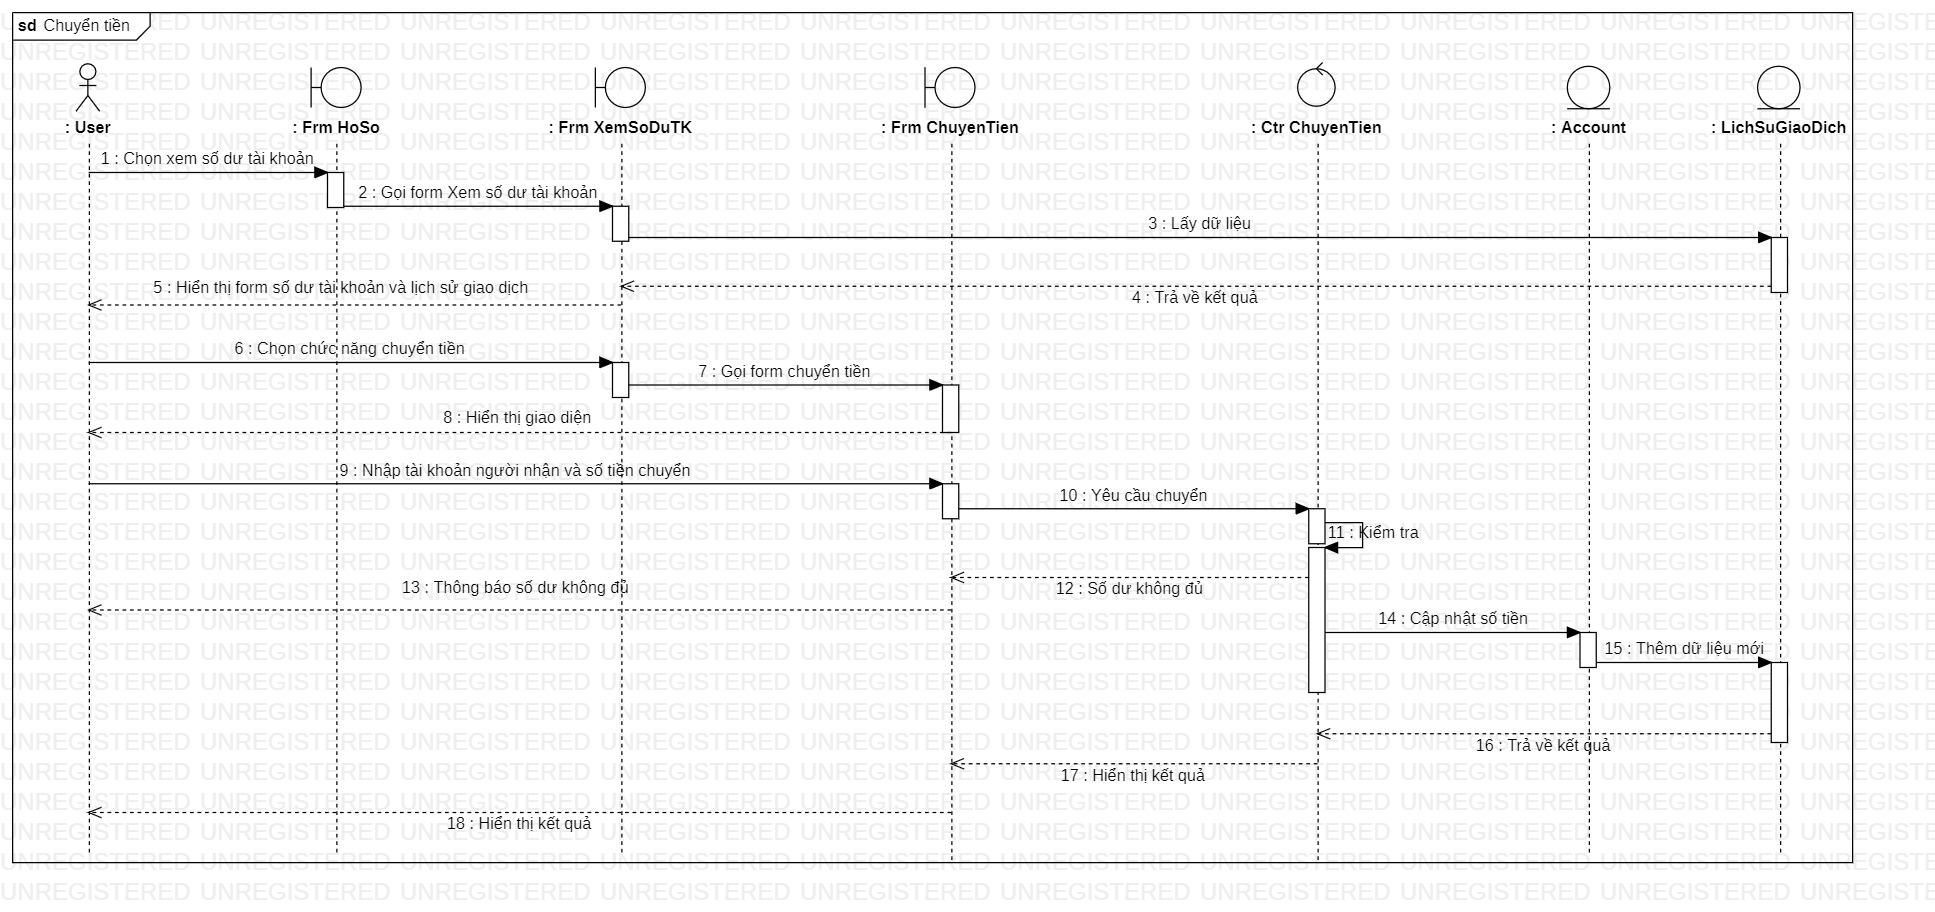 sd Chuyển tiền
: User
: Frm HoSo
: Frm XemSoDuTK
: Frm ChuyenTien
: Ctr ChuyenTien
: Account
: LichSuGiaoDich
1 : Chọn xem số dư tài khoản
2 : Gọi form Xem số dư tài khoản
3 : Lấy dữ liệu
4 : Trả về kết quả
5 : Hiển thị form số dư tài khoản và lịch sử giao dịch
6 : Chọn chức năng chuyển tiền
7 : Gọi form chuyển tiền
8 : Hiển thị giao diện
9 : Nhập tài khoản người nhận và số tiền chuyển
10 : Yêu cầu chuyển
11 : Kiểm tra
12 : Số dư không đủ
13 : Thông báo số dư không đủ
14 : Cập nhật số tiền
15 : Thêm dữ liệu mới
16 : Trả về kết quả
17 : Hiển thị kết quả
18 : Hiển thị kết quả
UNREGISTERED